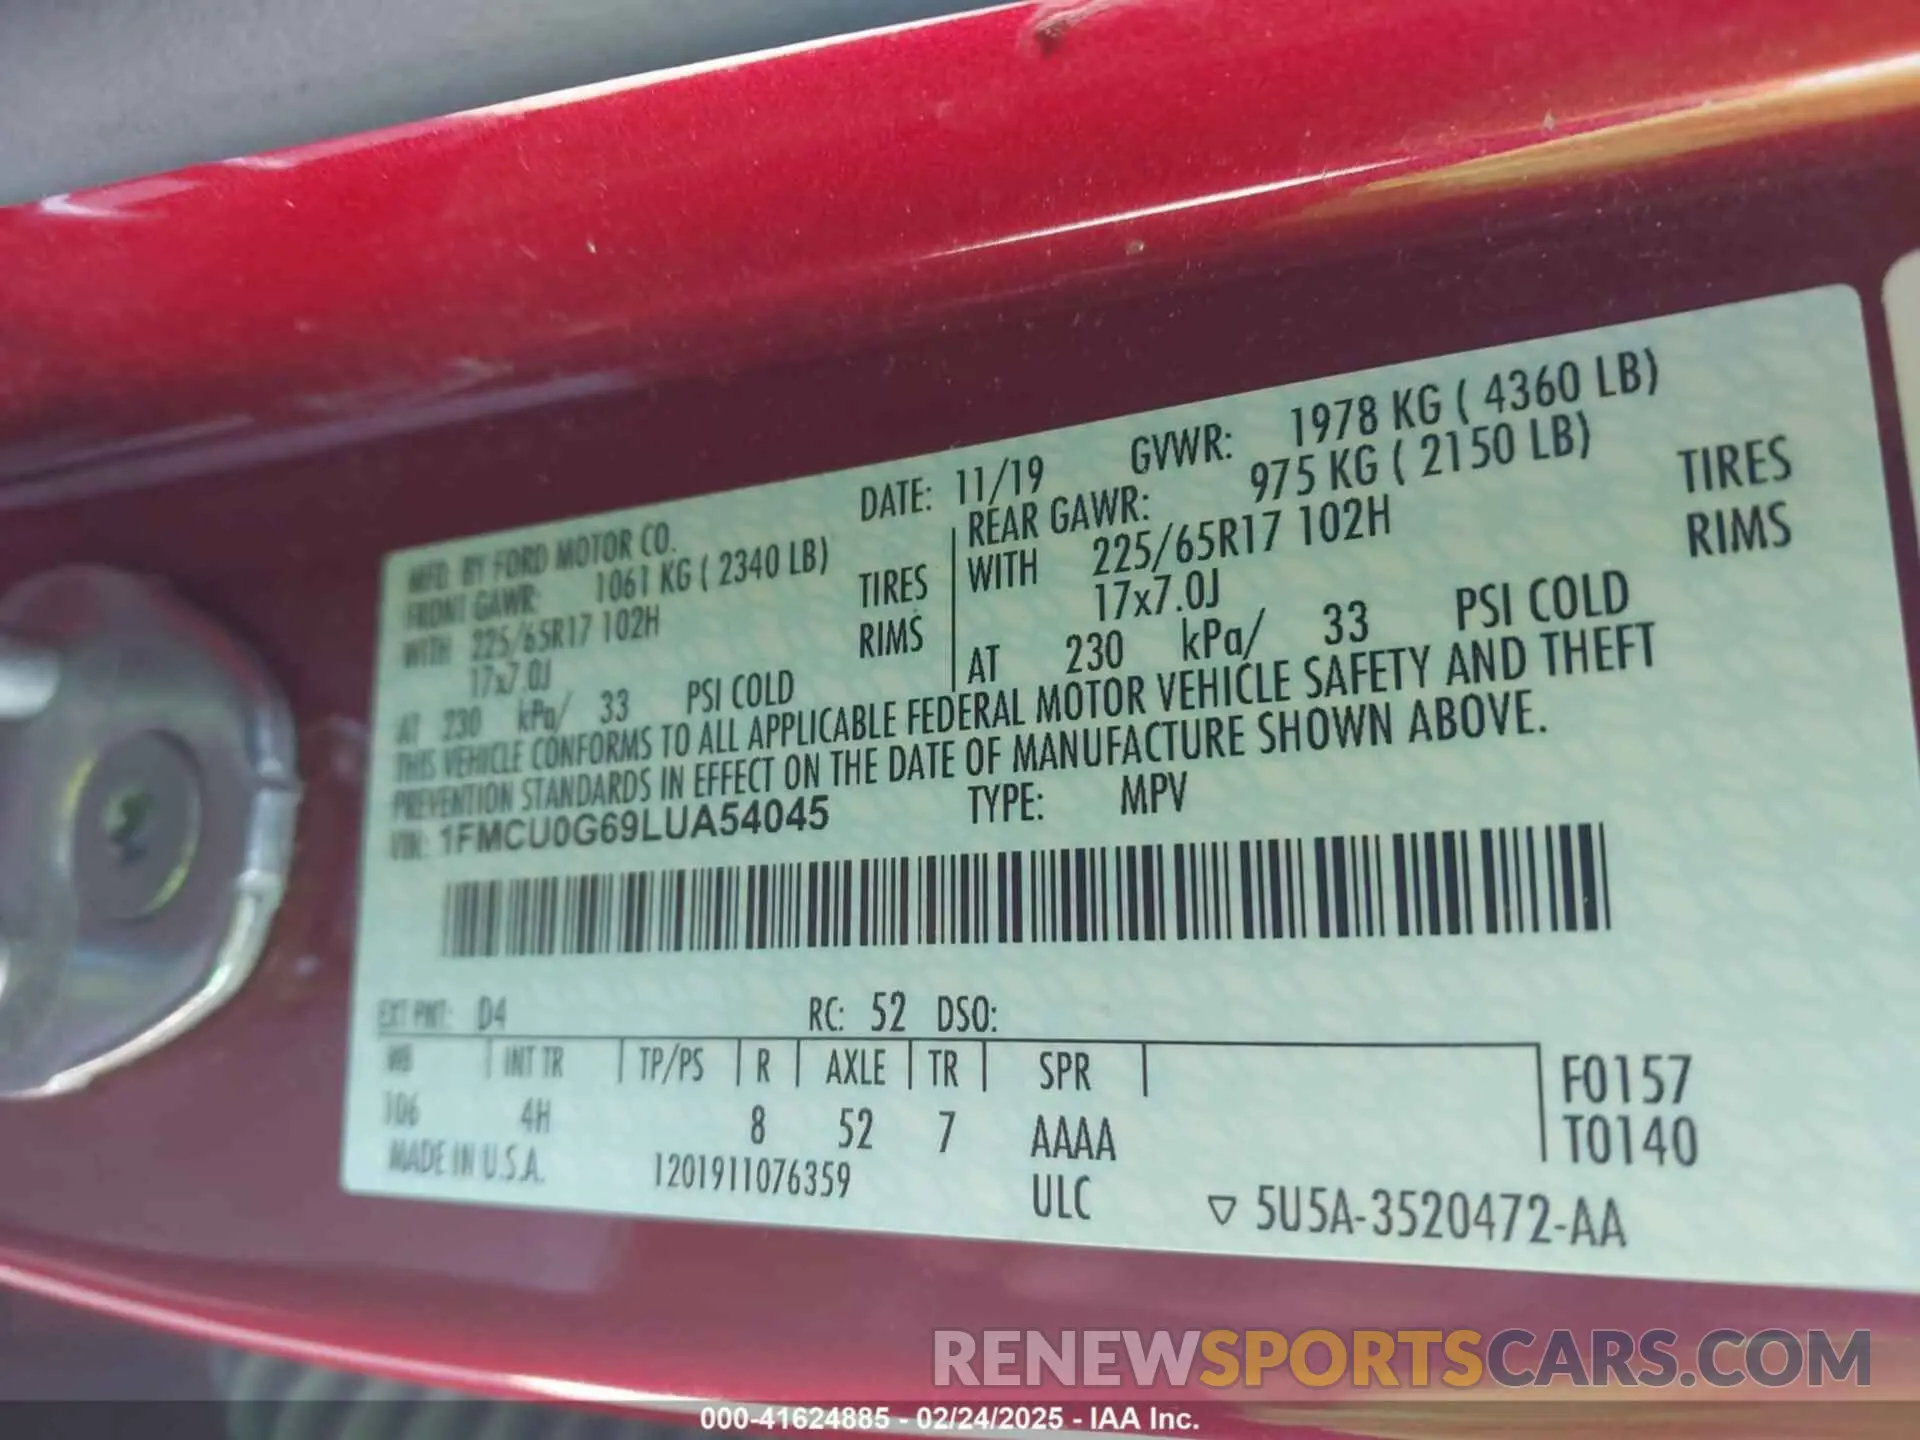 MFD. BY FORD MOTOR CO. DATE: 11/19 GVWR: 1978 KG ( 4360 LB)
FRONT GAWR: 1061 KG ( 2340 LB) REAR GAWR: 975 KG ( 2150 LB)
WITH 225/65R17 102H TIRES WITH 225/65R17 102H TIRES
17x7.0J RIMS 17x7.0J RIMS
AT 230 kPa/ 33 PSI COLD AT 230 kPa/ 33 PSI COLD
THIS VEHICLE CONFORMS TO ALL APPLICABLE FEDERAL MOTOR VEHICLE SAFETY AND THEFT
PREVENTION STANDARDS IN EFFECT ON THE DATE OF MANUFACTURE SHOWN ABOVE.
VIN: 1FMCU0G69LUA54045 TYPE: MPV
EXT PNT: D4 RC: 52 DSO:
WB INT TR TP/PS R AXLE TR SPR F0157
106 4H 8 52 7 AAAA T0140
MADE IN U.S.A. 1201911076359 ULC ▽ 5U5A-3520472-AA
RENEWSPORTSCARS.COM
000-41624885 - 02/24/2025 - IAA Inc.